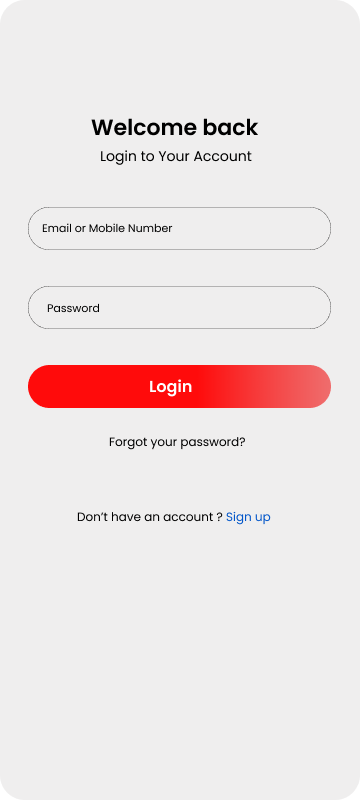 Welcome back
Login to Your Account
Email or Mobile Number
Password
Login
Forgot your password?
Don’t have an account ? Sign up